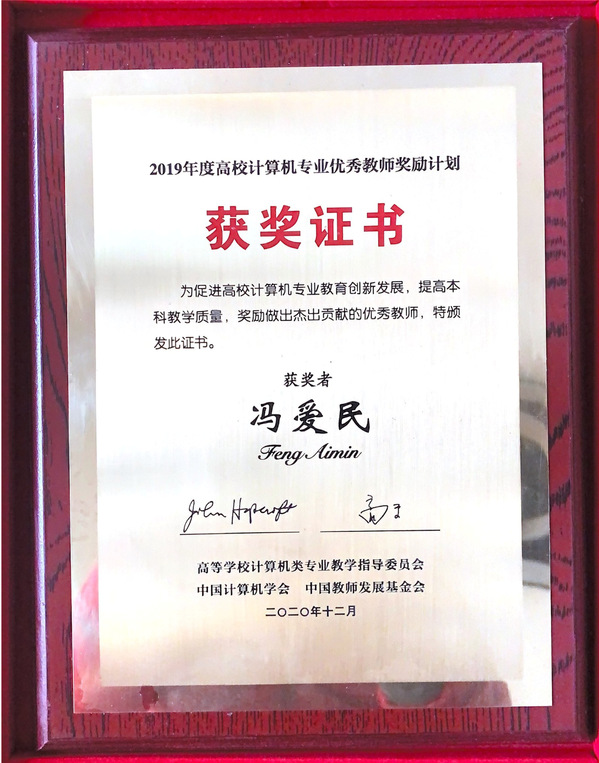 2019年度高校计算机专业优秀教师奖励计划
获奖证书
为促进高校计算机专业教育创新发展，提高本
科教学质量，奖励做出杰出贡献的优秀教师，特颁
发此证书。
获奖者
冯爱民
Feng Aimin
John Hopcroft
高等学校计算机类专业教学指导委员会
中国计算机学会 中国教师发展基金会
二〇二〇年十二月